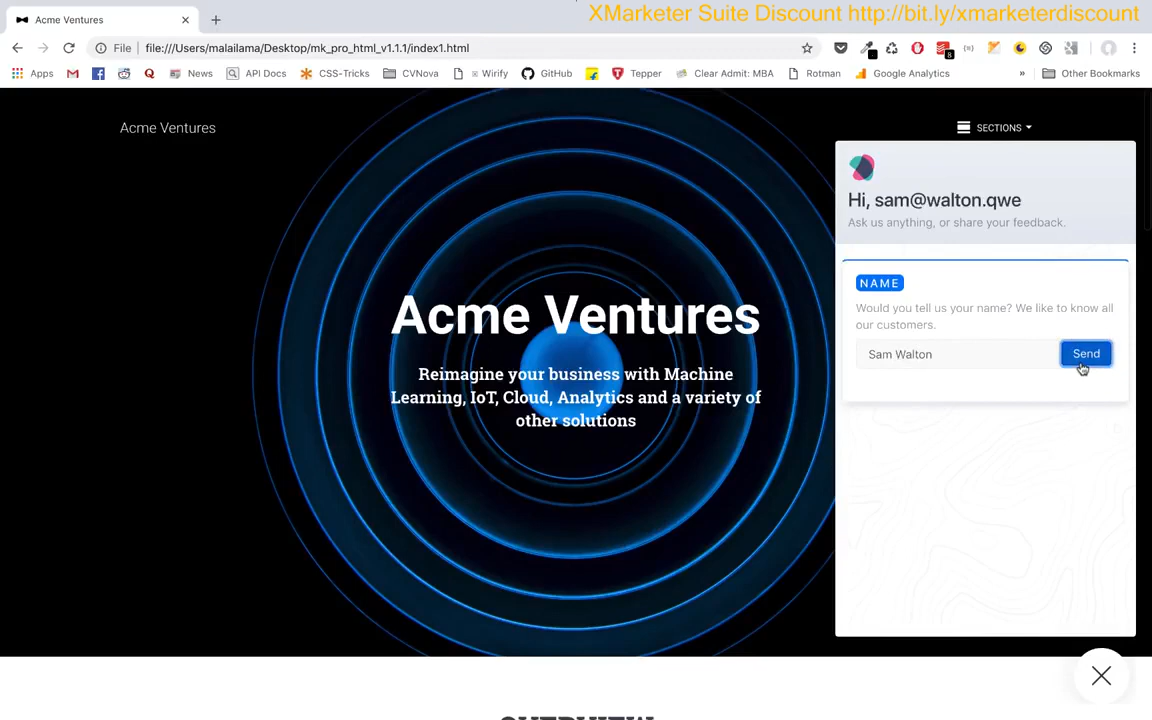 XMarketer Suite Discount http://bit.ly/xmarketerdiscount
Acme Ventures
File file:///Users/malailama/Desktop/mk_pro_html_v1.1.1/index1.html
8
Apps News API Docs CSS-Tricks CVNova Wirify GitHub Tepper Clear Admit: MBA Rotman Google Analytics » Other Bookmarks
Acme Ventures
SECTIONS
Hi, sam@walton.qwe
Ask us anything, or share your feedback.
NAME
Would you tell us your name? We like to know all
our customers.
Sam Walton
Send
Acme Ventures
Reimagine your business with Machine
Learning, IoT, Cloud, Analytics and a variety of
other solutions
OVERVIEW